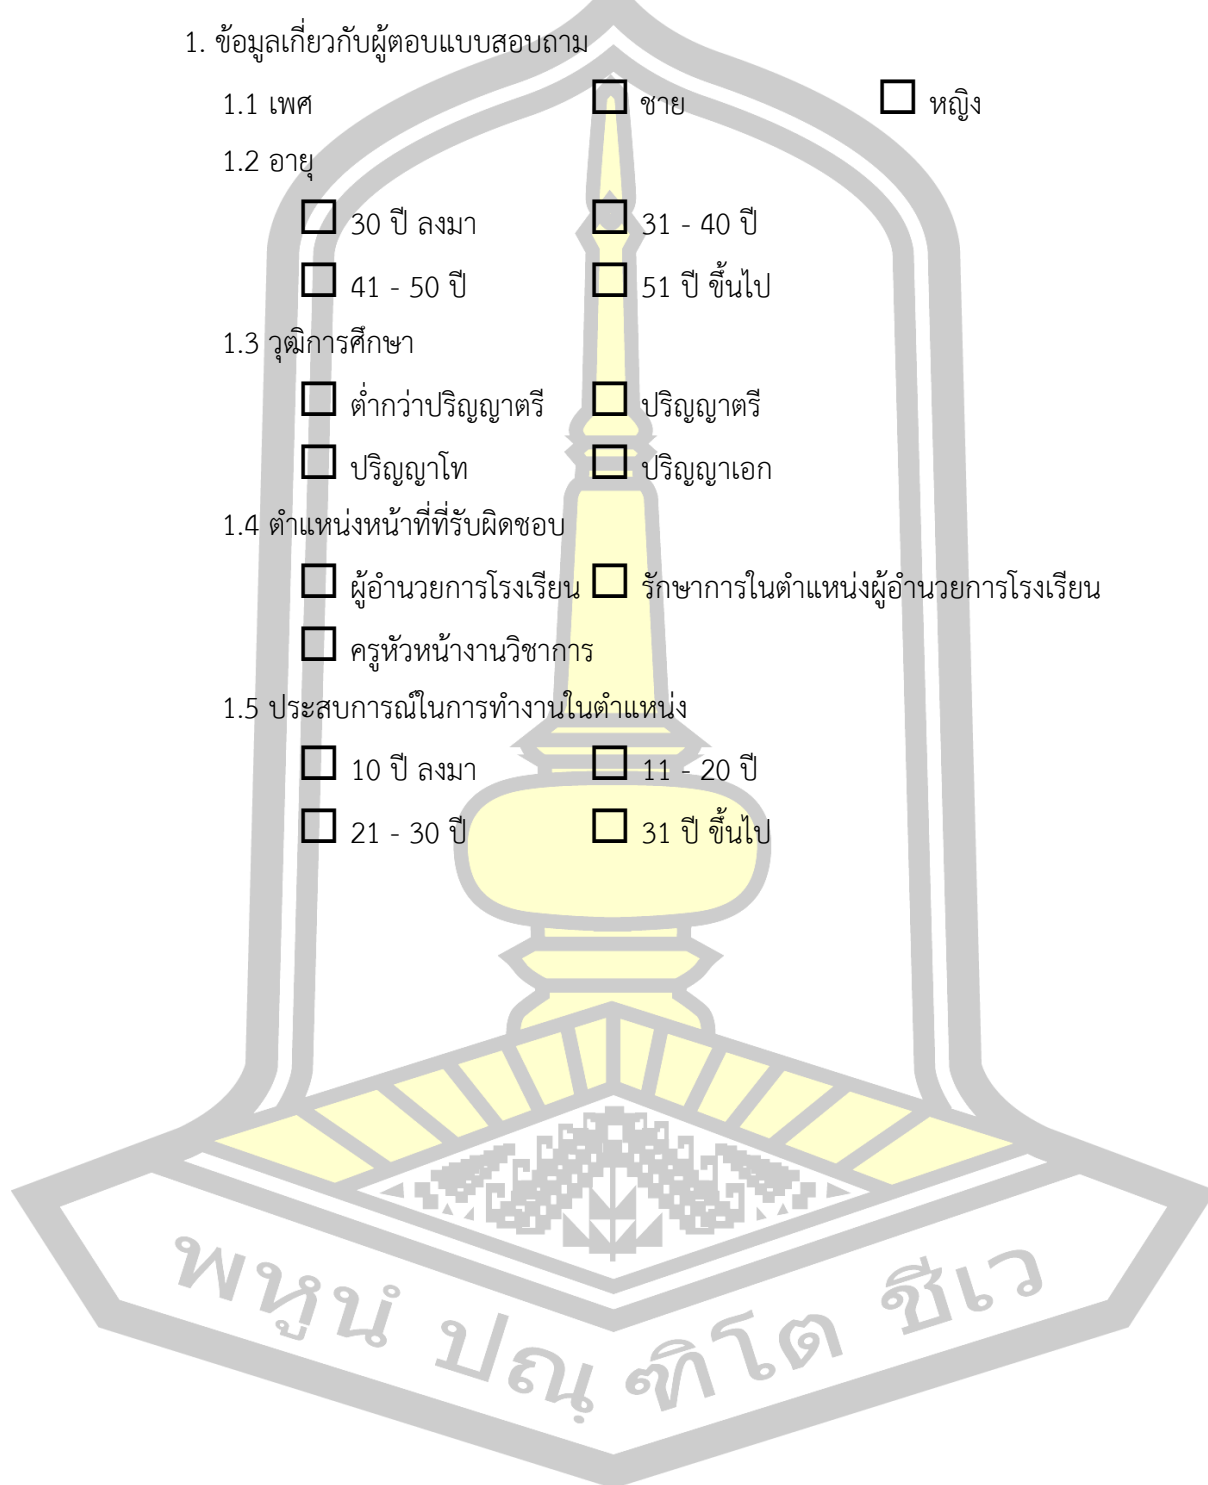 1. ข้อมูลเกี่ยวกับผู้ตอบแบบสอบถาม
1.1 เพศ ☐ ชาย ☐ หญิง
1.2 อายุ
☐ 30 ปี ลงมา ☐ 31 - 40 ปี
☐ 41 - 50 ปี ☐ 51 ปี ขึ้นไป
1.3 วุฒิการศึกษา
☐ ต่ำกว่าปริญญาตรี ☐ ปริญญาตรี
☐ ปริญญาโท ☐ ปริญญาเอก
1.4 ตำแหน่งหน้าที่ที่รับผิดชอบ
☐ ผู้อำนวยการโรงเรียน ☐ รักษาการในตำแหน่งผู้อำนวยการโรงเรียน
☐ ครูหัวหน้างานวิชาการ
1.5 ประสบการณ์ในการทำงานในตำแหน่ง
☐ 10 ปี ลงมา ☐ 11 - 20 ปี
☐ 21 - 30 ปี ☐ 31 ปี ขึ้นไป
พหูนํ ปณฺฑิโต ชีเว